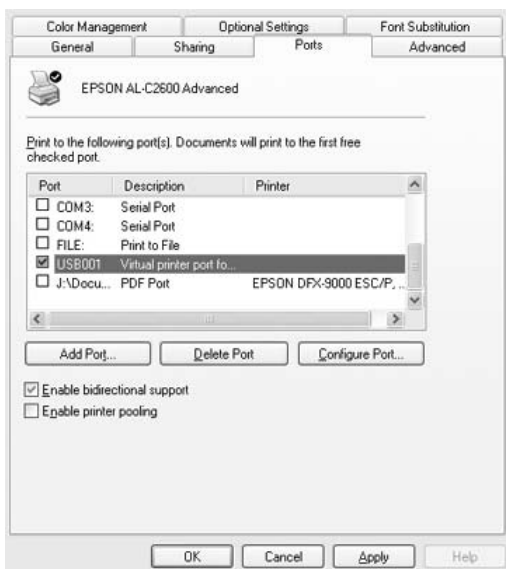 Color Management Optional Settings Font Substitution
General Sharing Ports Advanced
EPSON AL-C2600 Advanced
Print to the following port(s). Documents will print to the first free
checked port.
Port Description Printer
COM3: Serial Port
COM4: Serial Port
FILE: Print to File
USB001 Virtual printer port fo...
J:\Docu... PDF Port EPSON DFX-9000 ESC/P, ...
Add Port... Delete Port Configure Port...
Enable bidirectional support
Enable printer pooling
OK Cancel Apply Help